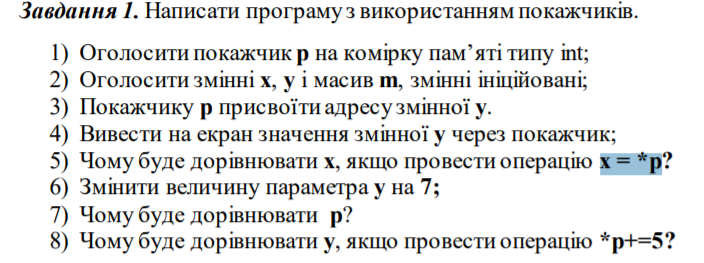 Завдання 1. Написати програму з використанням покажчиків.
1) Оголосити покажчик p на комірку пам’яті типу int;
2) Оголосити змінні x, y і масив m, змінні ініційовані;
3) Покажчику p присвоїти адресу змінної y.
4) Вивести на екран значення змінної y через покажчик;
5) Чому буде дорівнювати x, якщо провести операцію x = *p?
6) Змінити величину параметра y на 7;
7) Чому буде дорівнювати p?
8) Чому буде дорівнювати y, якщо провести операцію *p+=5?